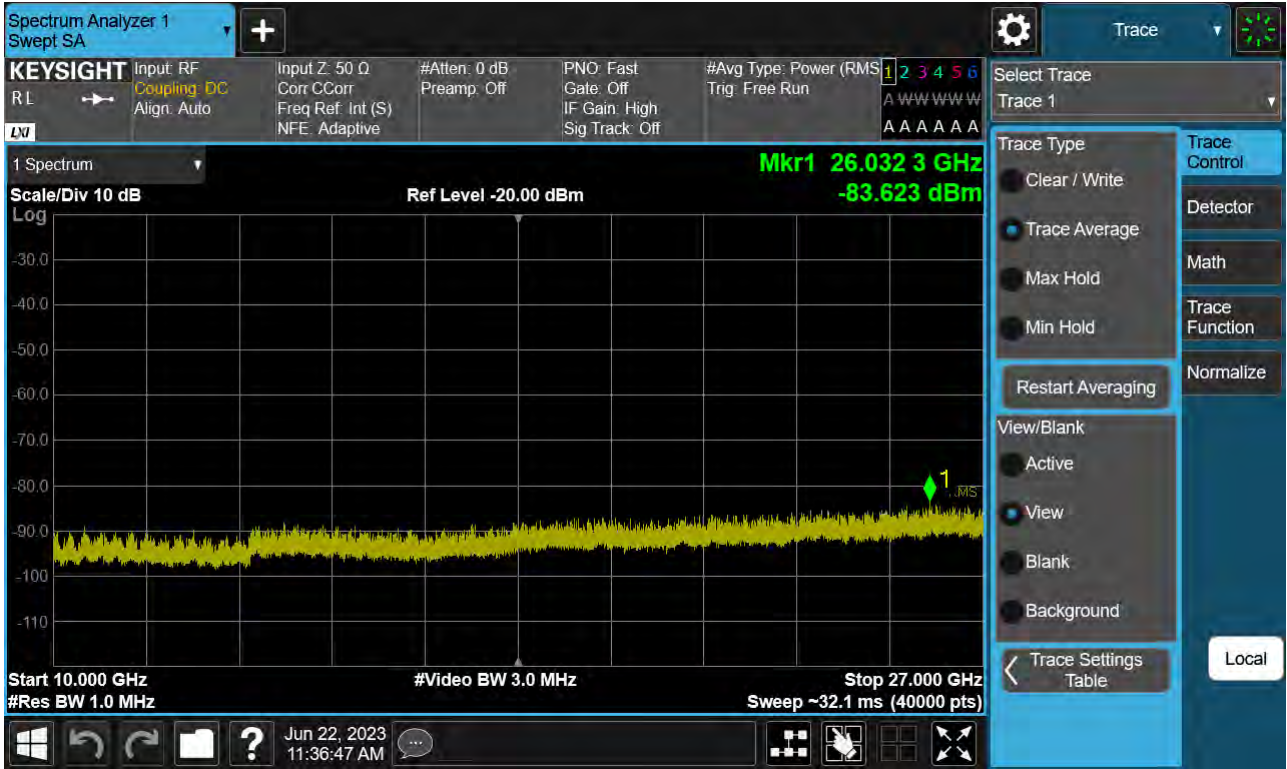 Spectrum Analyzer 1
Swept SA
Trace
KEYSIGHT
RL
LXI
Input: RF
Coupling: DC
Align: Auto
Input Z: 50 Ω
Corr CCorr
Freq Ref: Int (S)
NFE: Adaptive
#Atten: 0 dB
Preamp: Off
PNO: Fast
Gate: Off
IF Gain: High
Sig Track: Off
#Avg Type: Power (RMS
Trig: Free Run
1 2 3 4 5 6
A W W W W W
A A A A A A
Select Trace
Trace 1
1 Spectrum
Scale/Div 10 dB
Ref Level -20.00 dBm
Mkr1 26.032 3 GHz
-83.623 dBm
Log
-30.0
-40.0
-50.0
-60.0
-70.0
-80.0
-90.0
-100
-110
1
Start 10.000 GHz
#Video BW 3.0 MHz
Stop 27.000 GHz
#Res BW 1.0 MHz
Sweep ~32.1 ms (40000 pts)
Trace Type
Clear / Write
Trace Average
Max Hold
Min Hold
Restart Averaging
View/Blank
Active
View
Blank
Background
Trace Settings
Table
Trace
Control
Detector
Math
Trace
Function
Normalize
Local
?
Jun 22, 2023
11:36:47 AM